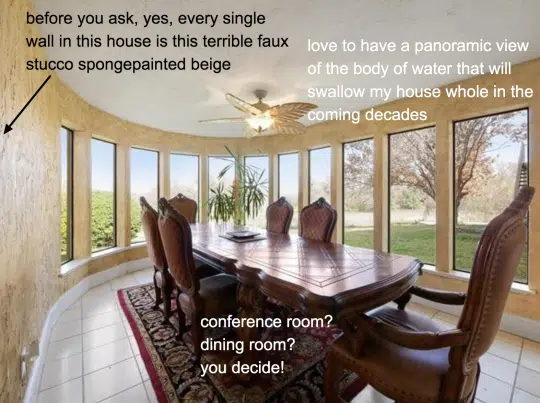 before you ask, yes, every single
wall in this house is this terrible faux
stucco spongepainted beige
love to have a panoramic view
of the body of water that will
swallow my house whole in the
coming decades
conference room?
dining room?
you decide!